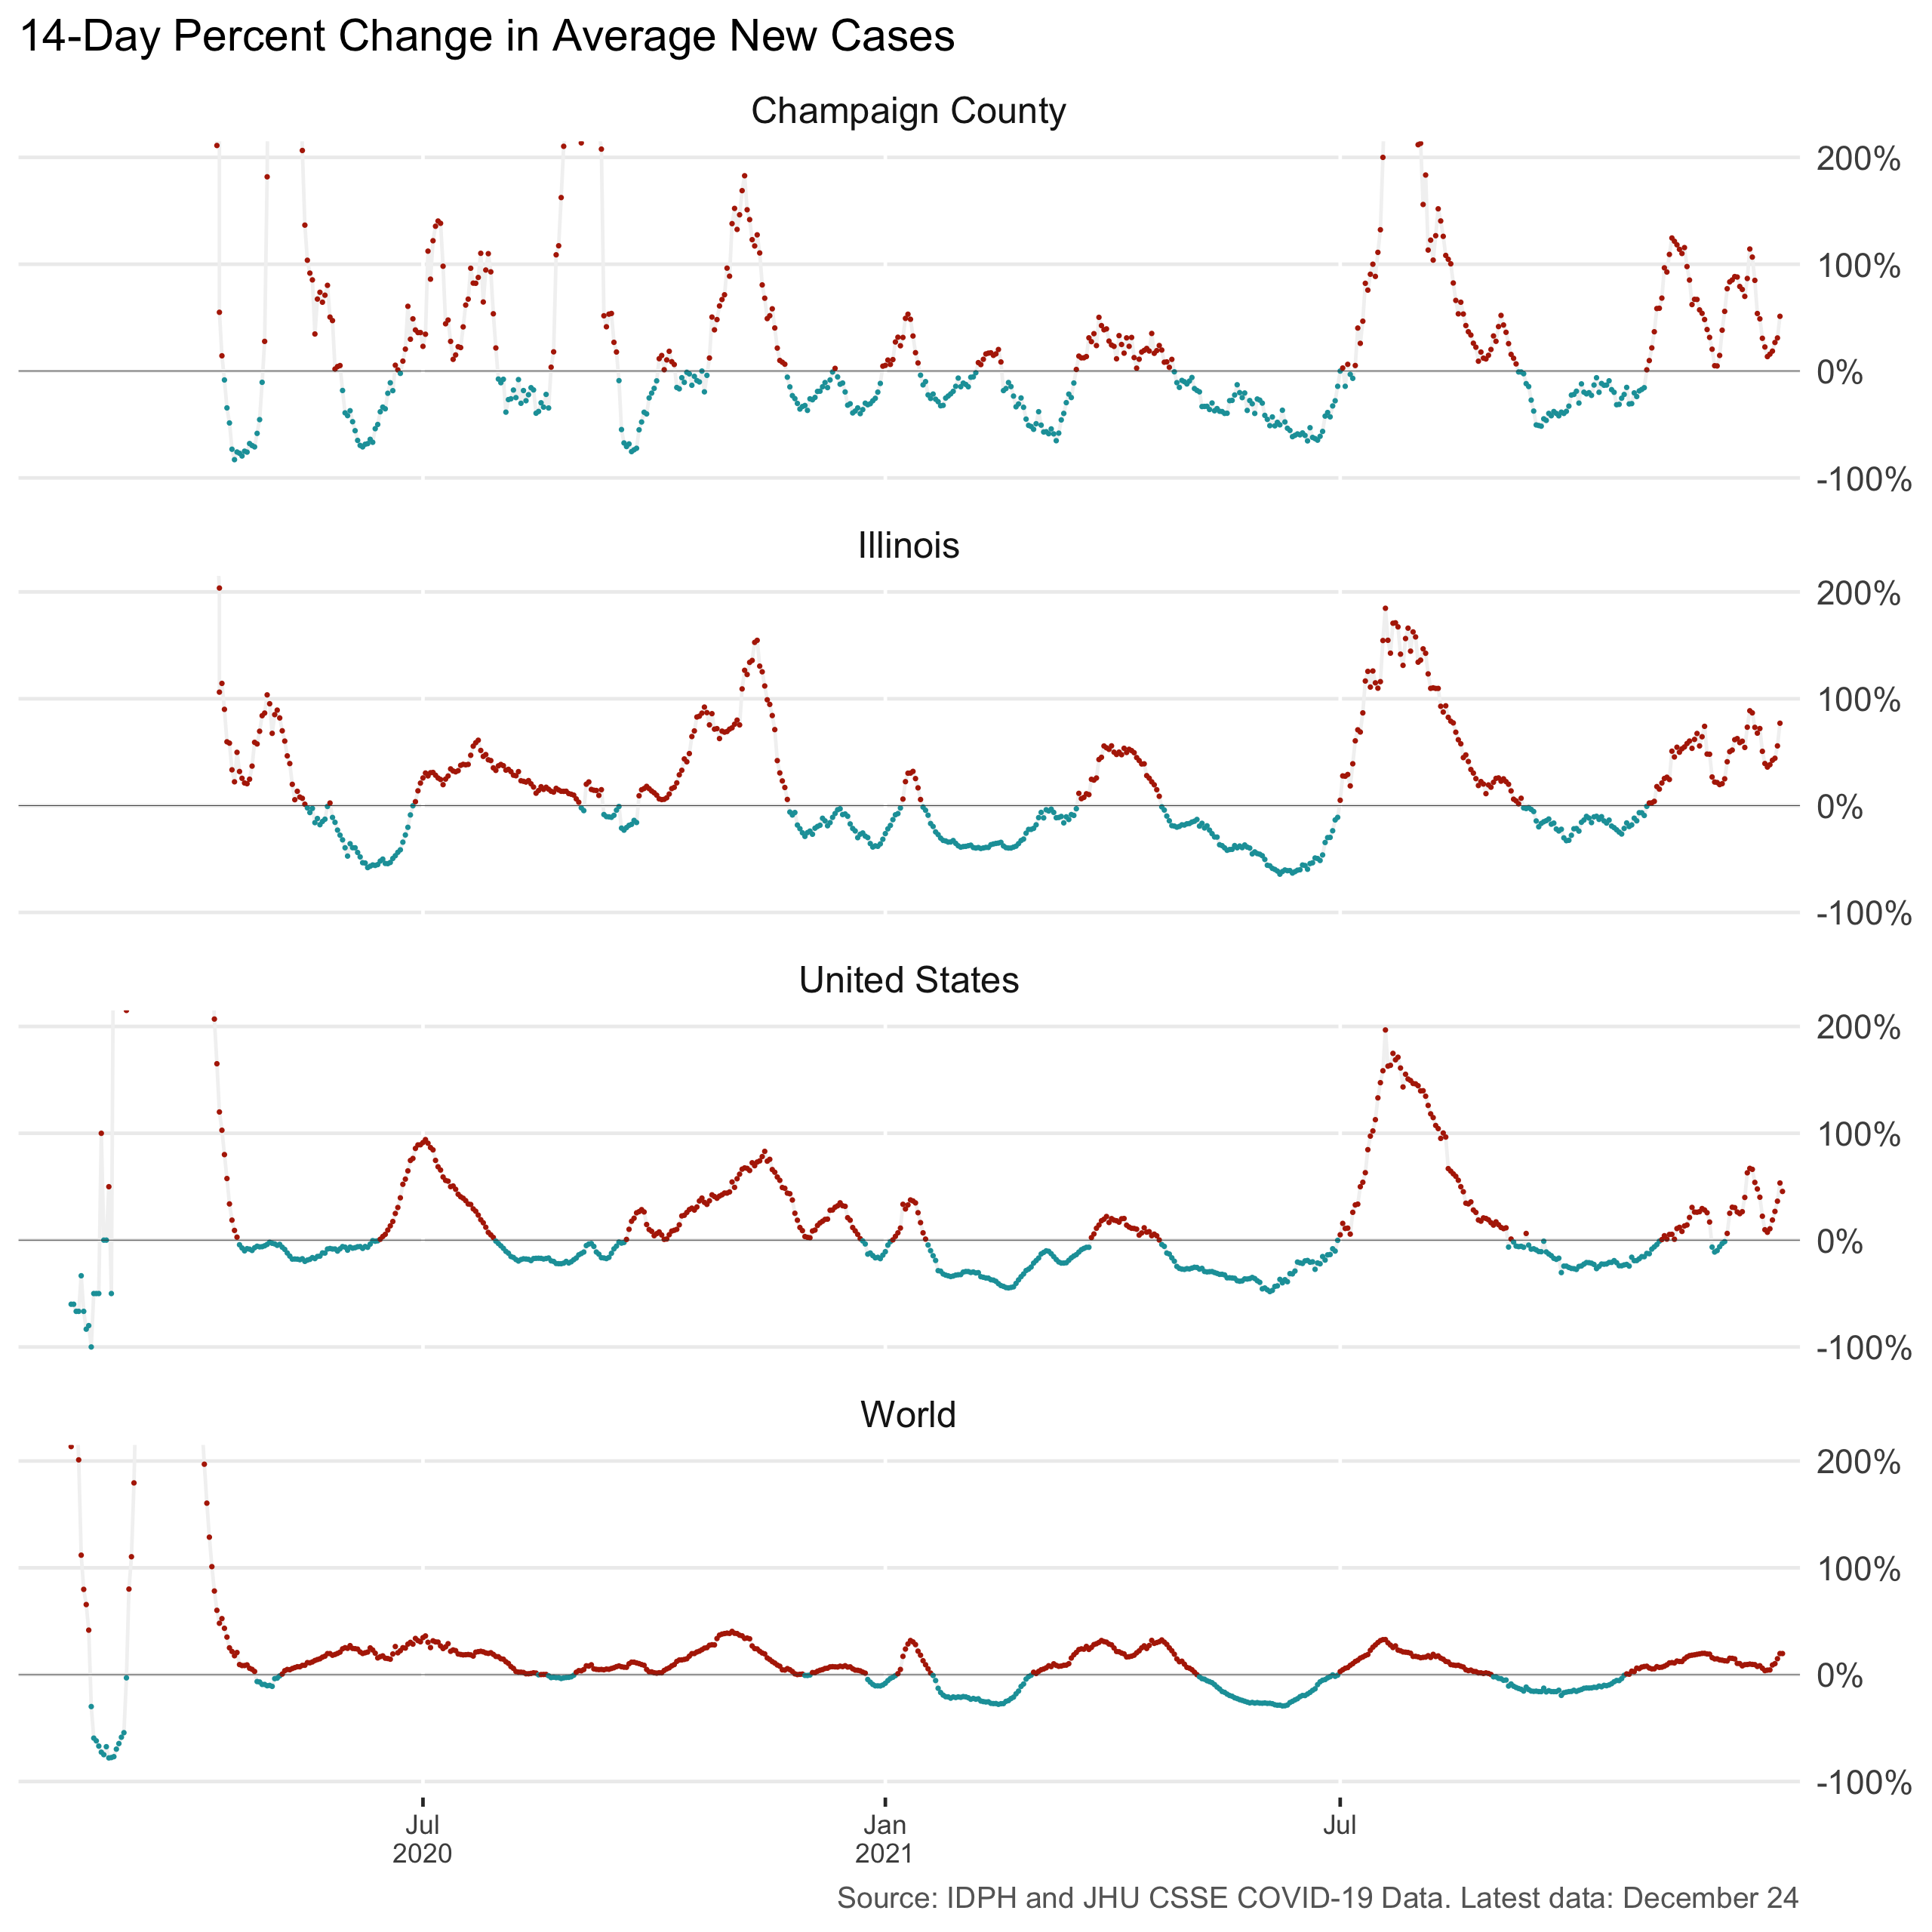 14-Day Percent Change in Average New Cases
Champaign County
200%
100%
0%
-100%
Illinois
200%
100%
0%
-100%
United States
200%
100%
0%
-100%
World
200%
100%
0%
-100%
Jul Jan Jul
2020 2021
Source: IDPH and JHU CSSE COVID-19 Data. Latest data: December 24